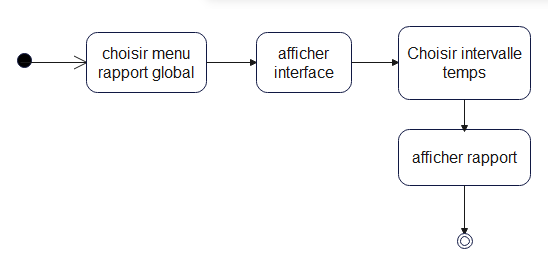 choisir menu
rapport global
afficher
interface
Choisir intervalle
temps
afficher rapport